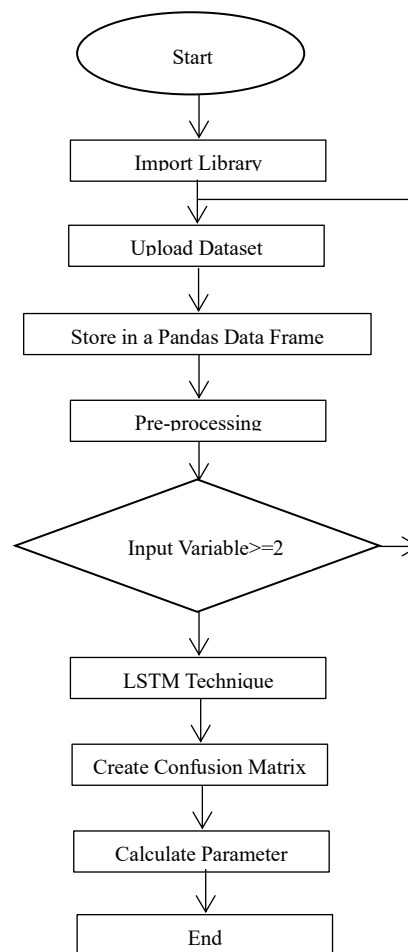 Start
Import Library
Upload Dataset
Store in a Pandas Data Frame
Pre-processing
Input Variable>=2
LSTM Technique
Create Confusion Matrix
Calculate Parameter
End